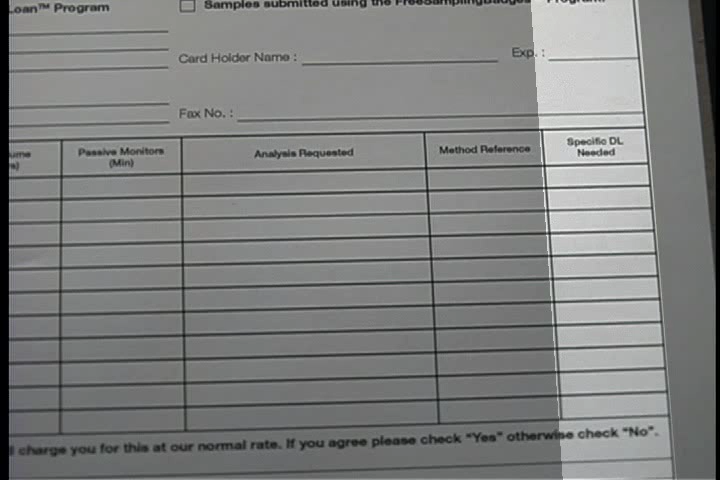 Loan™ Program
Samples submitted using the FreeSamplingBadges Program.
Card Holder Name :
Exp. :
Fax No. :
Passive Monitors
(Min)
Analysis Requested
Method Reference
Specific DL
Needed
charge you for this at our normal rate. If you agree please check “Yes” otherwise check “No”.